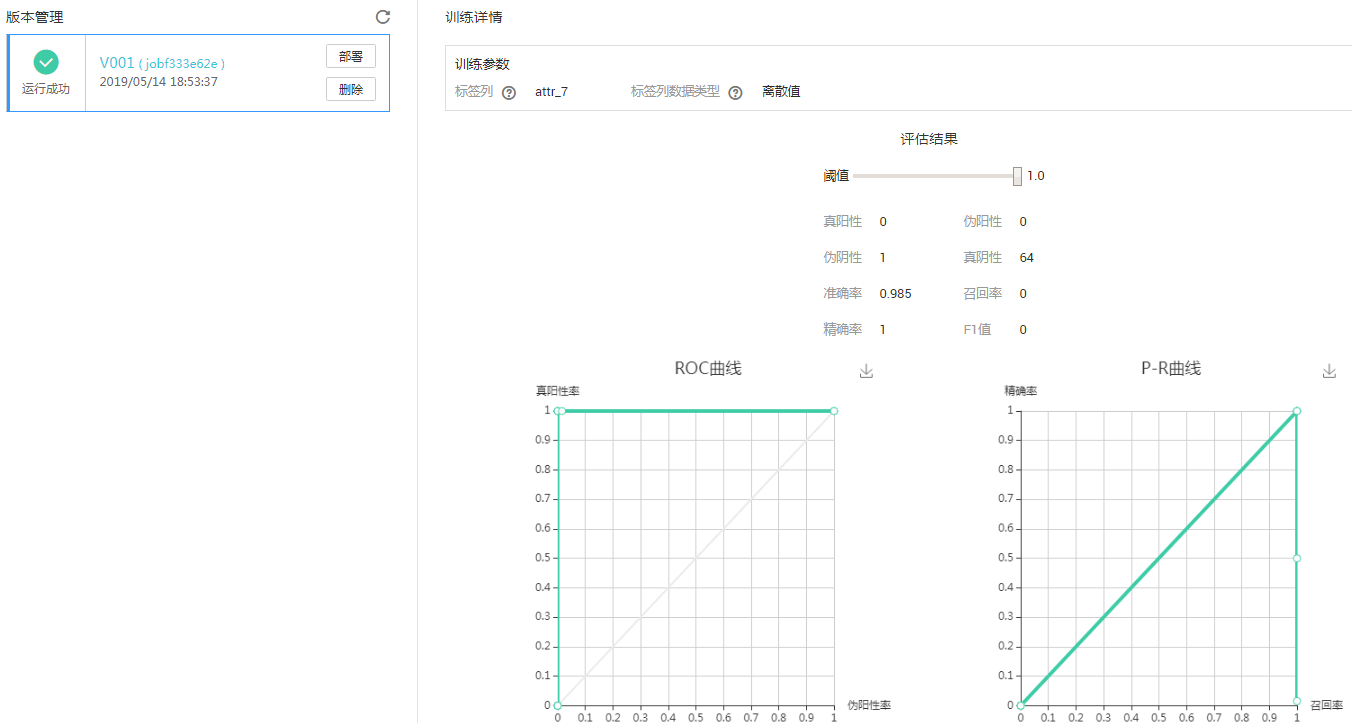 版本管理
运行成功
V001 ( jobf333e62e )
2019/05/14 18:53:37
部署
删除
训练详情
训练参数
标签列 ? attr_7 标签列数据类型 ? 离散值
评估结果
阈值 1.0
真阳性 0 伪阳性 0
伪阴性 1 真阴性 64
准确率 0.985 召回率 0
精确率 1 F1值 0
ROC曲线
真阳性率
1
0.9
0.8
0.7
0.6
0.5
0.4
0.3
0.2
0.1
0
0 0.1 0.2 0.3 0.4 0.5 0.6 0.7 0.8 0.9 1
伪阳性率
P-R曲线
精确率
1
0.9
0.8
0.7
0.6
0.5
0.4
0.3
0.2
0.1
0
0 0.1 0.2 0.3 0.4 0.5 0.6 0.7 0.8 0.9 1
召回率